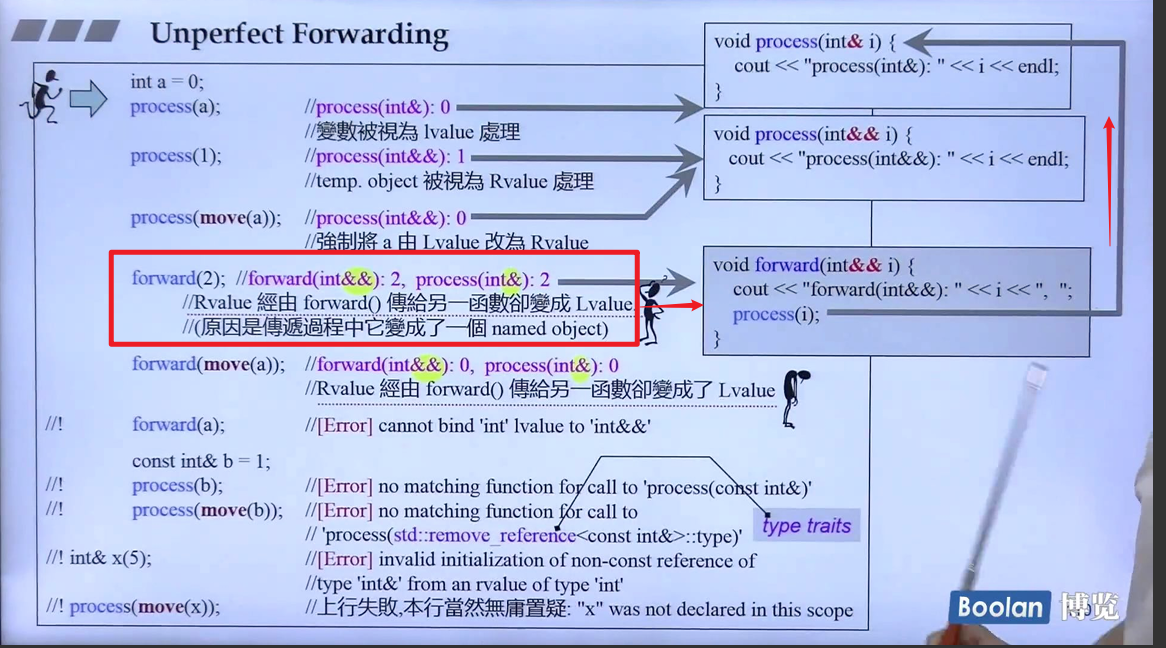 Unperfect Forwarding
int a = 0;
process(a); //process(int&): 0
//變數被視為 lvalue 處理
process(1); //process(int&&): 1
//temp. object 被視為 Rvalue 處理
process(move(a)); //process(int&&): 0
//強制將 a 由 Lvalue 改為 Rvalue
forward(2); //forward(int&&): 2, process(int&): 2
//Rvalue 經由 forward() 傳給另一函數卻變成 Lvalue
//(原因是傳遞過程中它變成了一個 named object)
forward(move(a)); //forward(int&&): 0, process(int&): 0
//Rvalue 經由 forward() 傳給另一函數卻變成了 Lvalue
//! forward(a); //[Error] cannot bind 'int' lvalue to 'int&&'
const int& b = 1;
//! process(b); //[Error] no matching function for call to 'process(const int&)'
//! process(move(b)); //[Error] no matching function for call to
// 'process(std::remove_reference<const int&>::type)'
//! int& x(5); //[Error] invalid initialization of non-const reference of
//type 'int&' from an rvalue of type 'int'
//! process(move(x)); //上行失敗,本行當然無庸置疑: "x" was not declared in this scope
void process(int& i) {
cout << "process(int&): " << i << endl;
}
void process(int&& i) {
cout << "process(int&&): " << i << endl;
}
void forward(int&& i) {
cout << "forward(int&&): " << i << ", ";
process(i);
}
type traits
Boolan 博览